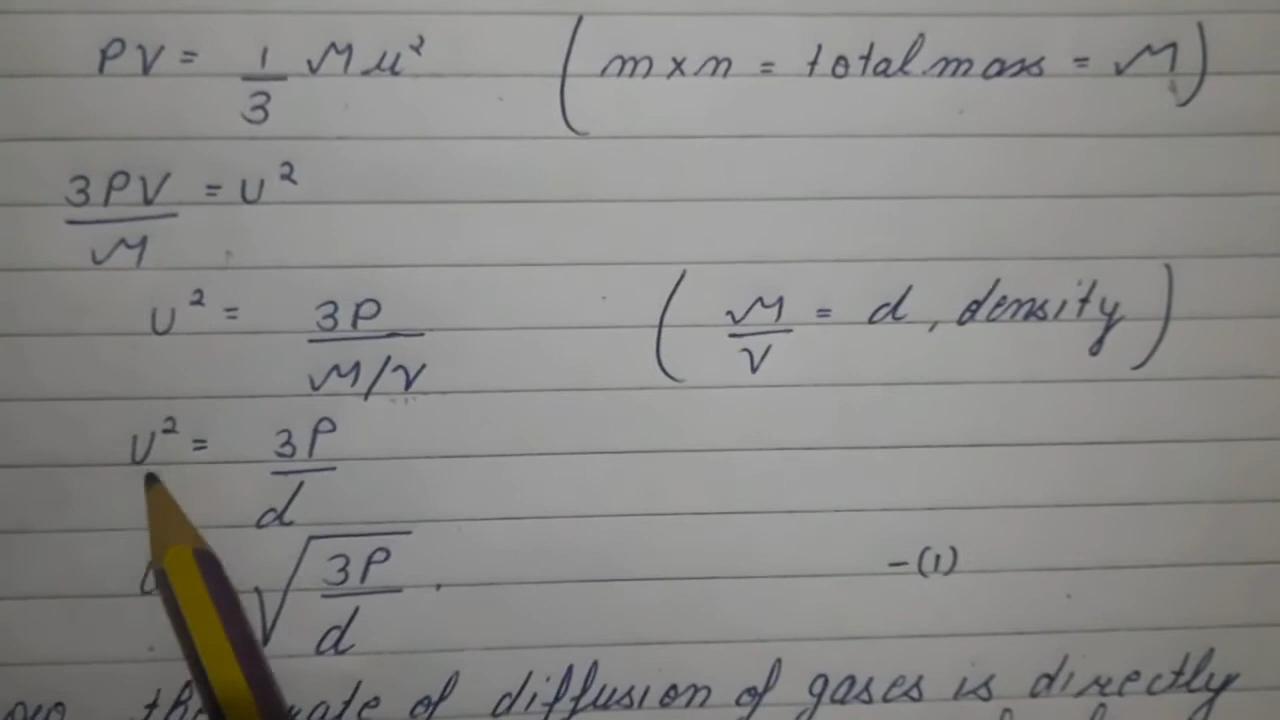 PV = 1/3 Mu² (m×n = total mass = M)
3PV/M = u²
u² = 3P/M/V (M/V = d, density)
u² = 3P/d
√3P/d . -(1)
rate of diffusion of gases is directly